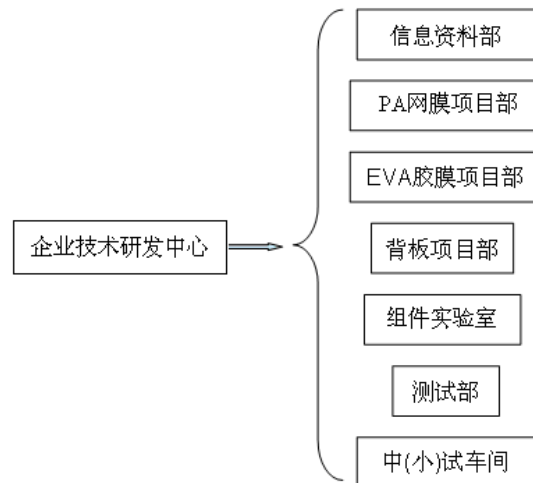 信息资料部
PA网膜项目部
EVA胶膜项目部
企业技术研发中心
背板项目部
组件实验室
测试部
中(小)试车间